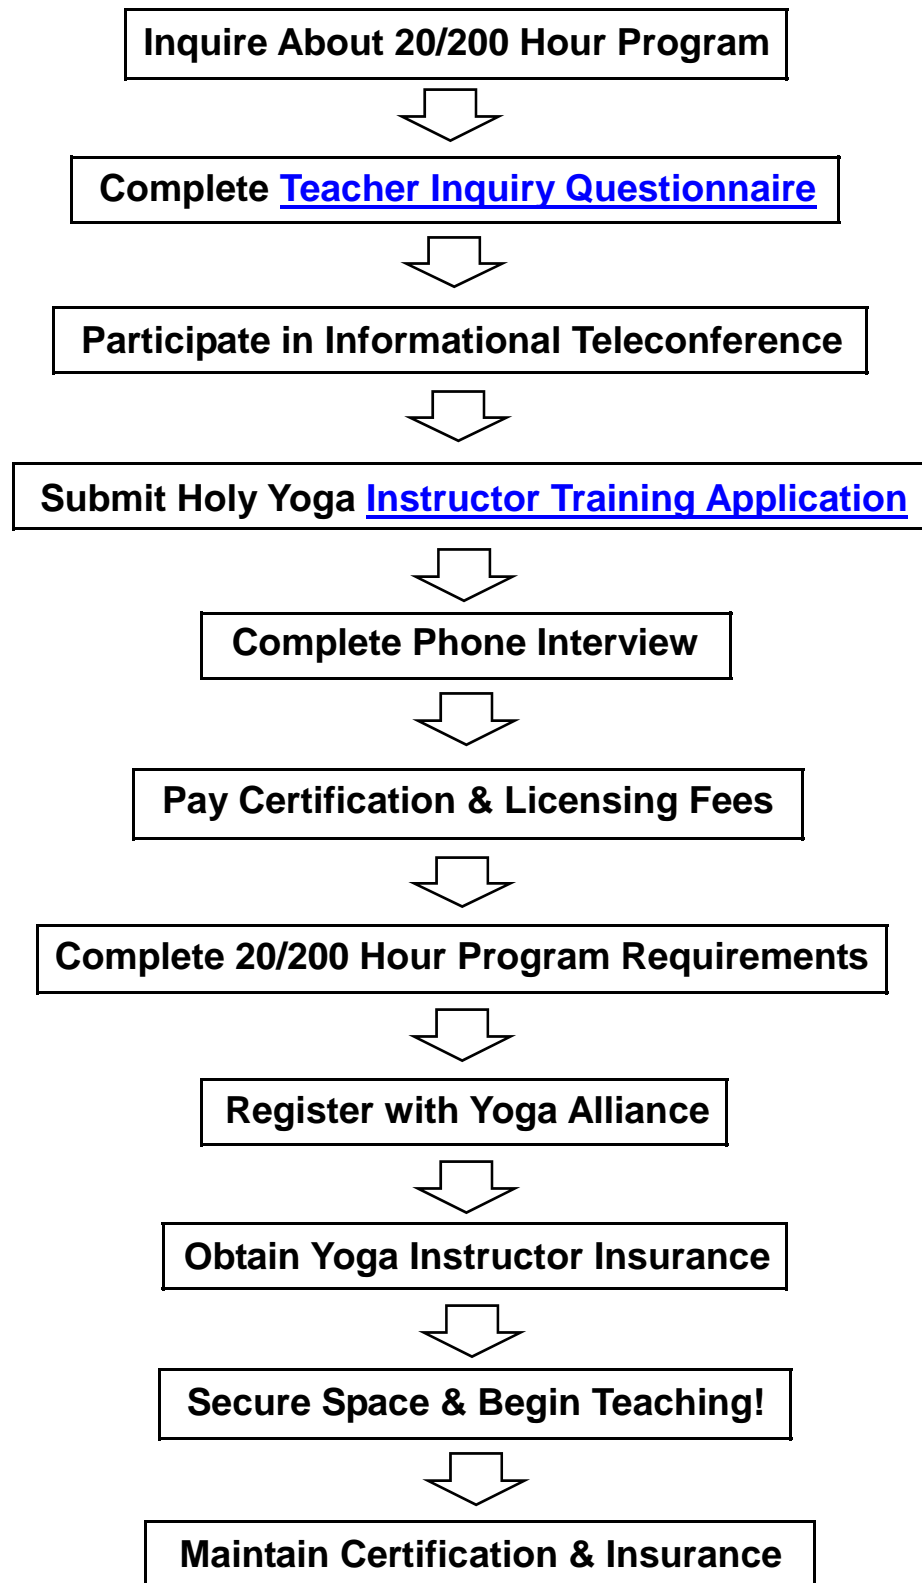 Inquire About 20/200 Hour Program
Complete Teacher Inquiry Questionnaire
Participate in Informational Teleconference
Submit Holy Yoga Instructor Training Application
Complete Phone Interview
Pay Certification & Licensing Fees
Complete 20/200 Hour Program Requirements
Register with Yoga Alliance
Obtain Yoga Instructor Insurance
Secure Space & Begin Teaching!
Maintain Certification & Insurance